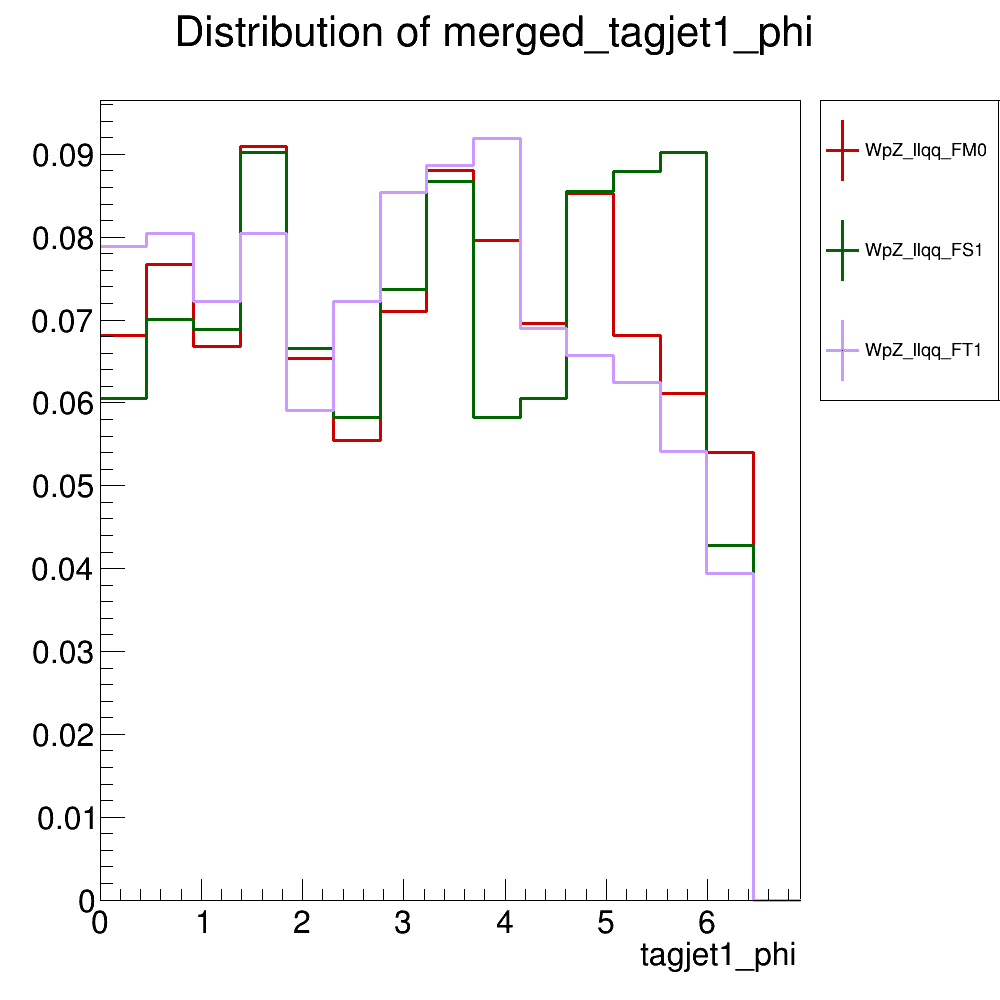 Distribution of merged_tagjet1_phi
0.09
0.08
0.07
0.06
0.05
0.04
0.03
0.02
0.01
0
0 1 2 3 4 5 6
tagjet1_phi
WpZ_llqq_FM0
WpZ_llqq_FS1
WpZ_llqq_FT1